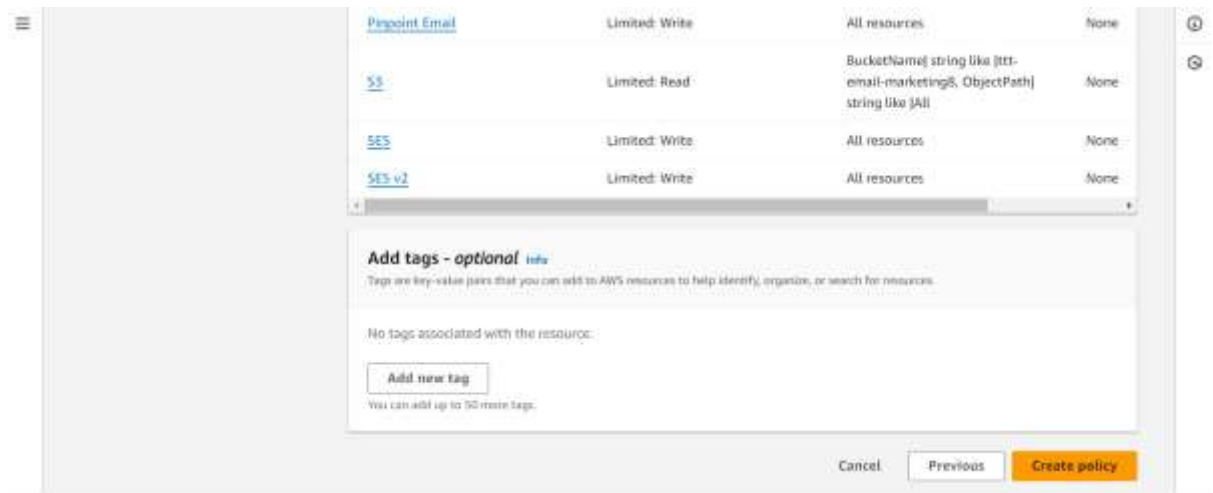 Pinpoint Email Limited: Write All resources None
BucketName| string like |ttt-
S3 Limited: Read email-marketing8, ObjectPath| None
string like |All
SES Limited: Write All resources None
SES v2 Limited: Write All resources None
Add tags - optional Info
Tags are key-value pairs that you can add to AWS resources to help identify, organize, or search for resources.
No tags associated with the resource.
Add new tag
You can add up to 50 more tags.
Cancel Previous Create policy